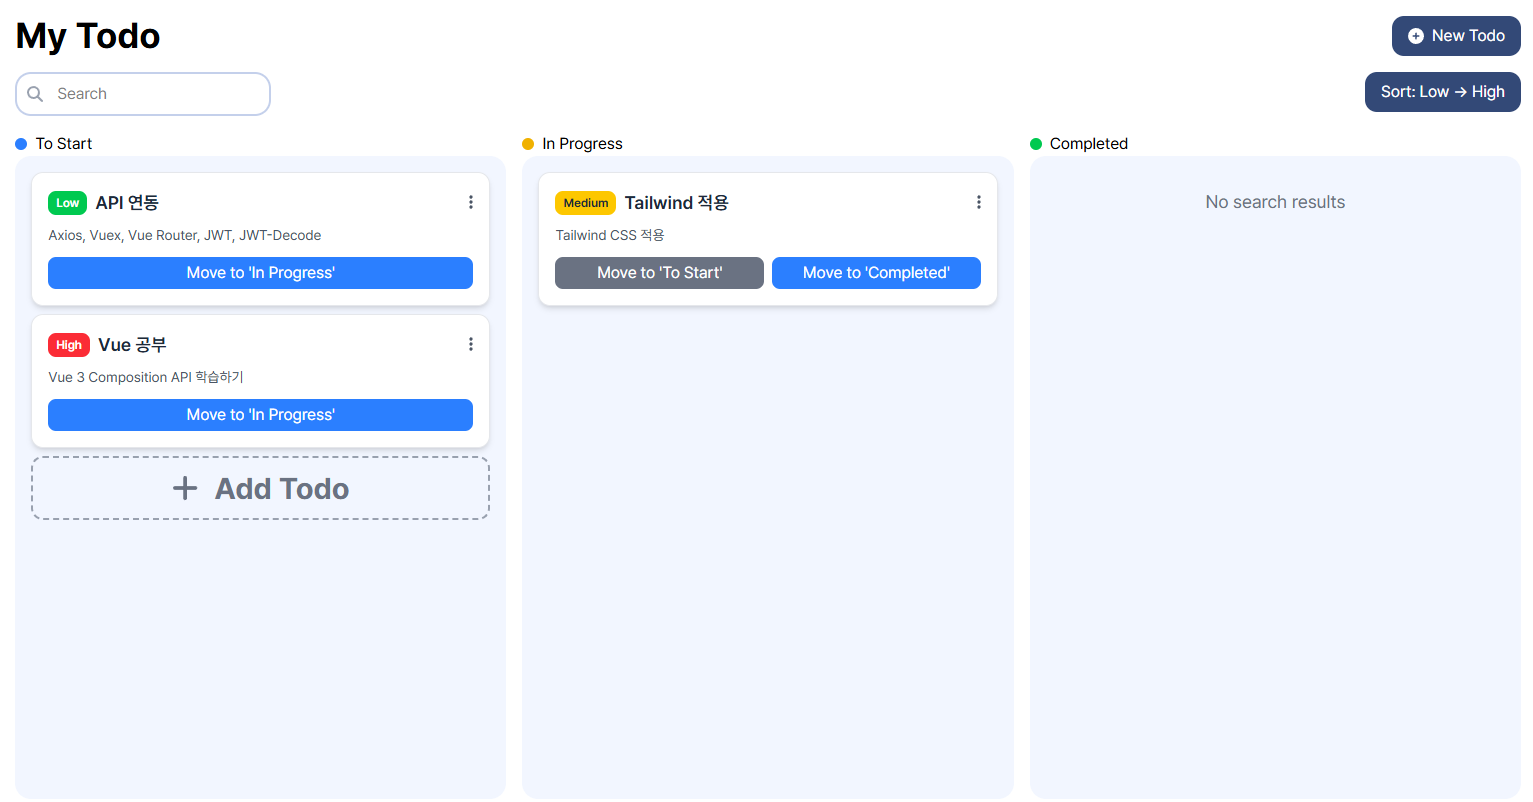 My Todo
New Todo
Search
Sort: Low → High
To Start
Low API 연동
Axios, Vuex, Vue Router, JWT, JWT-Decode
Move to 'In Progress'
High Vue 공부
Vue 3 Composition API 학습하기
Move to 'In Progress'
+ Add Todo
In Progress
Medium Tailwind 적용
Tailwind CSS 적용
Move to 'To Start' Move to 'Completed'
Completed
No search results